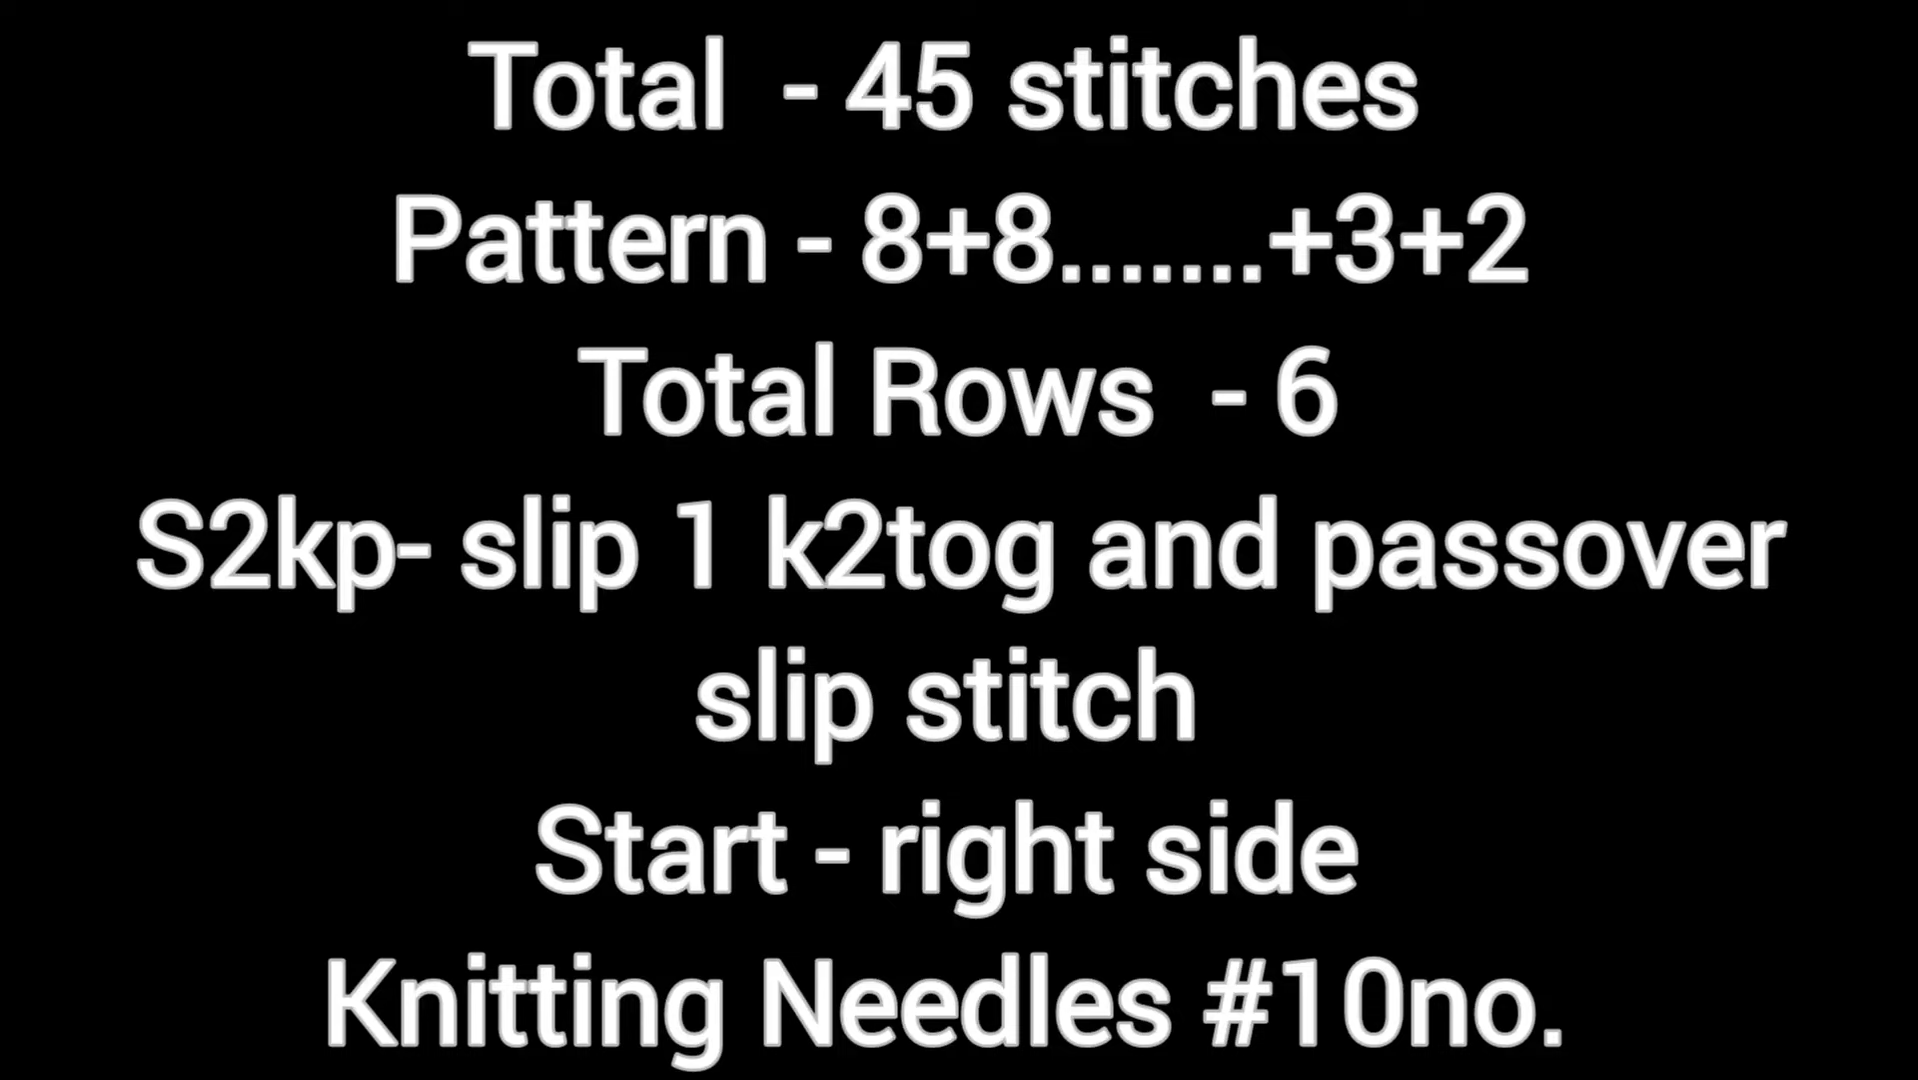 Total - 45 stitches
Pattern - 8+8.......+3+2
Total Rows - 6
S2kp- slip 1 k2tog and passover
slip stitch
Start - right side
Knitting Needles #10no.